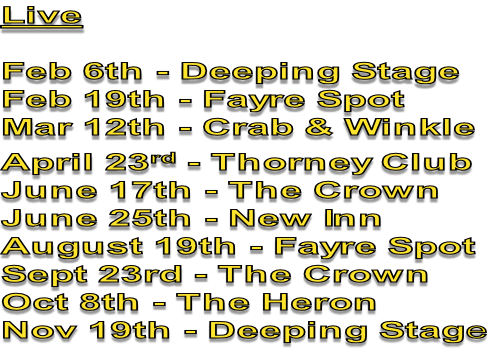 Live
Feb 6th - Deeping Stage
Feb 19th - Fayre Spot
Mar 12th - Crab & Winkle
April 23rd - Thorney Club
June 17th - The Crown
June 25th - New Inn
August 19th - Fayre Spot
Sept 23rd - The Crown
Oct 8th - The Heron
Nov 19th - Deeping Stage